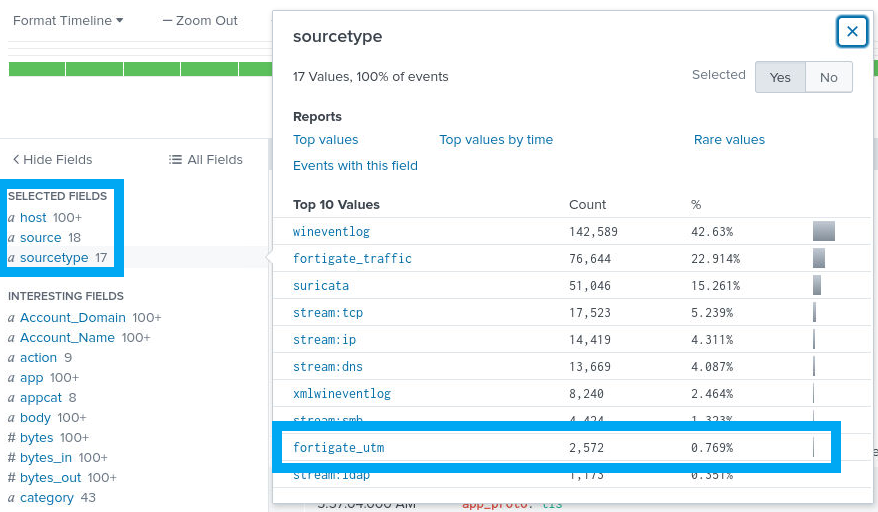 Format Timeline
— Zoom Out
sourcetype
17 Values, 100% of events
Selected Yes No
Reports
Top values Top values by time Rare values
Events with this field
Hide Fields All Fields
SELECTED FIELDS
a host 100+
a source 18
a sourcetype 17
INTERESTING FIELDS
a Account_Domain 100+
a Account_Name 100+
a action 9
a app 100+
a appcat 8
a body 100+
# bytes 100+
# bytes_in 100+
# bytes_out 100+
a category 43
Top 10 Values Count %
wineventlog 142,589 42.63%
fortigate_traffic 76,644 22.914%
suricata 51,046 15.261%
stream:tcp 17,523 5.239%
stream:ip 14,419 4.311%
stream:dns 13,669 4.087%
xmlwineventlog 8,240 2.464%
stream:smb 4,424 1.323%
fortigate_utm 2,572 0.769%
stream:ldap 1,173 0.351%
app_proto: tls